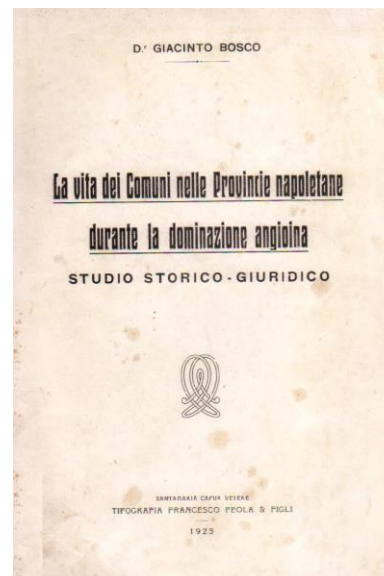 D.r GIACINTO BOSCO
La vita dei Comuni nelle Provincie napoletane
durante la dominazione angioina
STUDIO STORICO-GIURIDICO
SANTAMARIA CAPUA VETERE
TIPOGRAFIA FRANCESCO PEOLA & FIGLI
1925